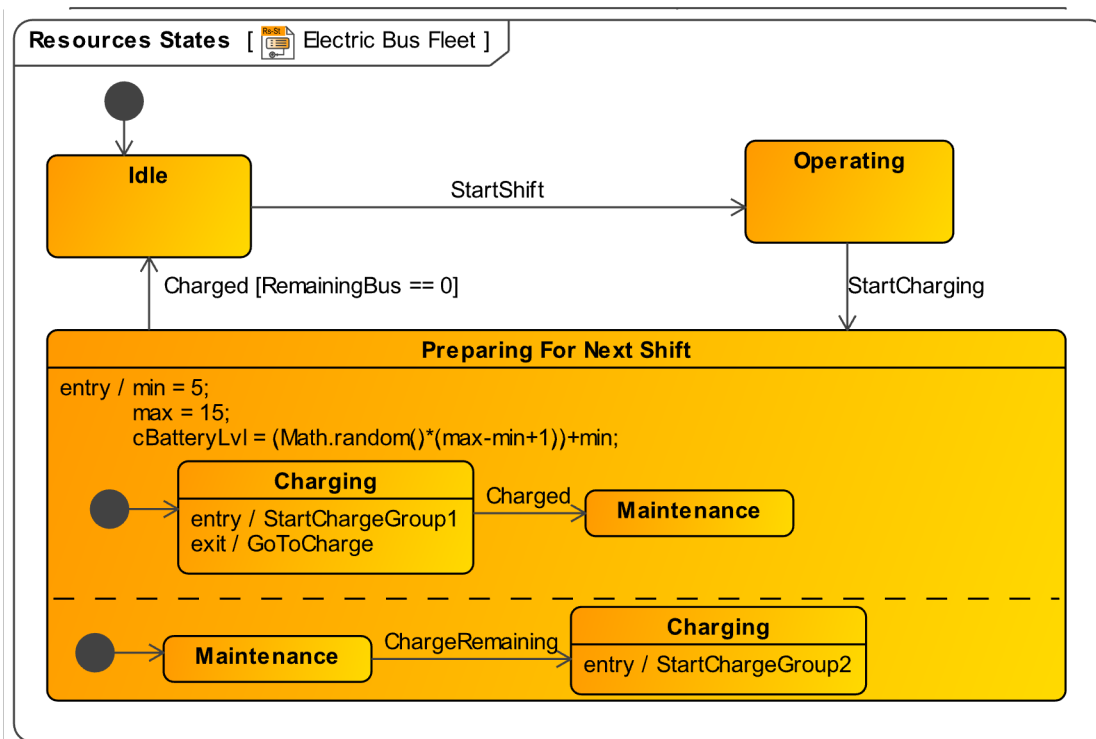 Resources States [ Rs-St Electric Bus Fleet ]
Idle
Operating
StartShift
Charged [RemainingBus == 0]
StartCharging
Preparing For Next Shift
entry / min = 5;
max = 15;
cBatteryLvl = (Math.random()*(max-min+1))+min;
Charging
entry / StartChargeGroup1
exit / GoToCharge
Charged
Maintenance
Maintenance
ChargeRemaining
Charging
entry / StartChargeGroup2